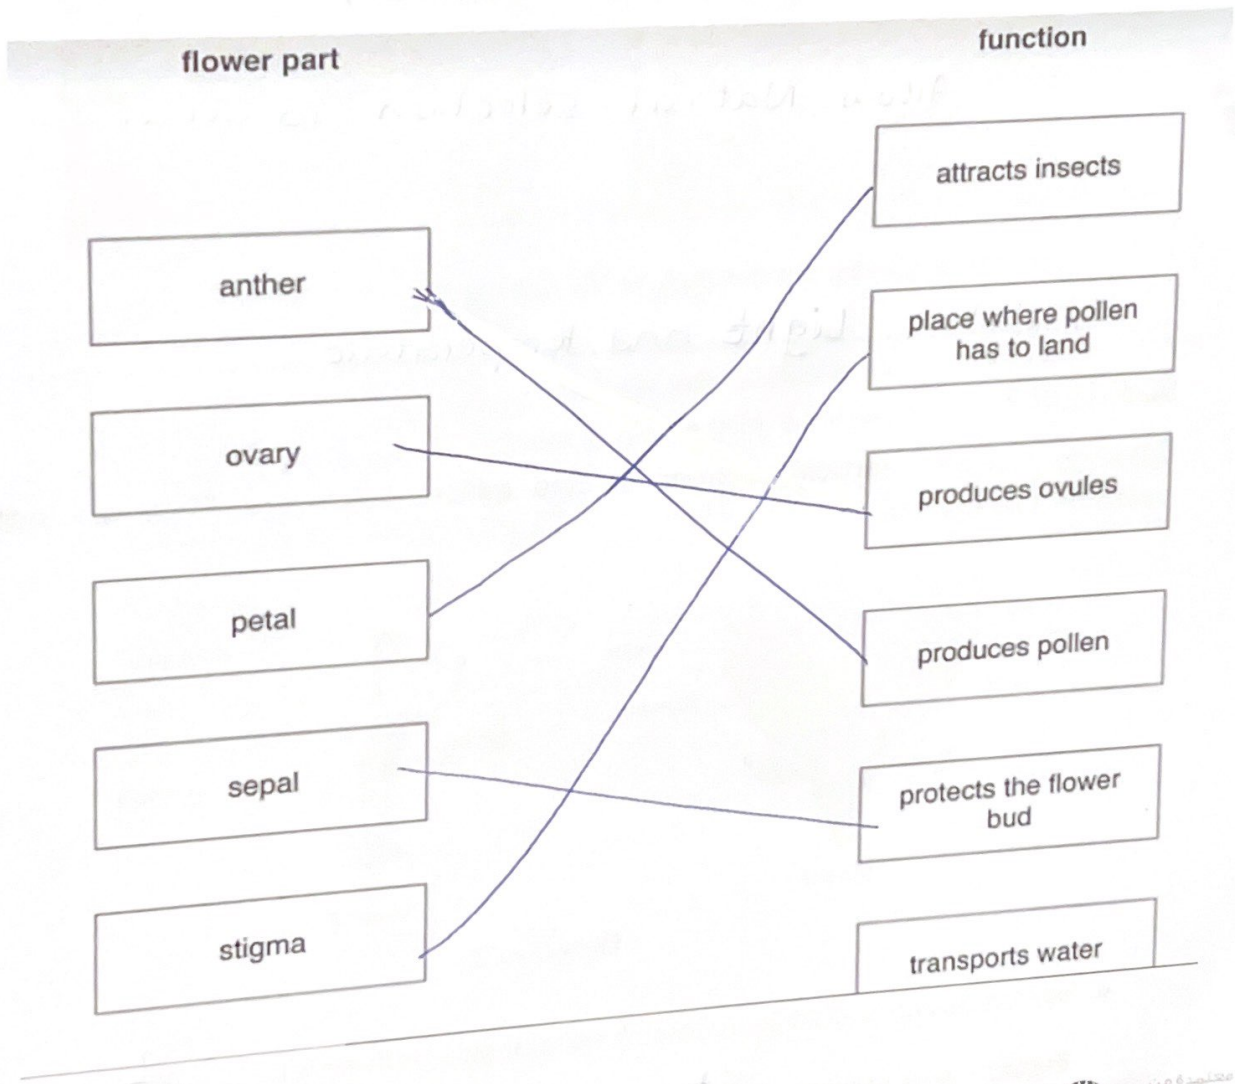 flower part
function
attracts insects
anther
place where pollen
has to land
ovary
produces ovules
petal
produces pollen
sepal
protects the flower
bud
stigma
transports water